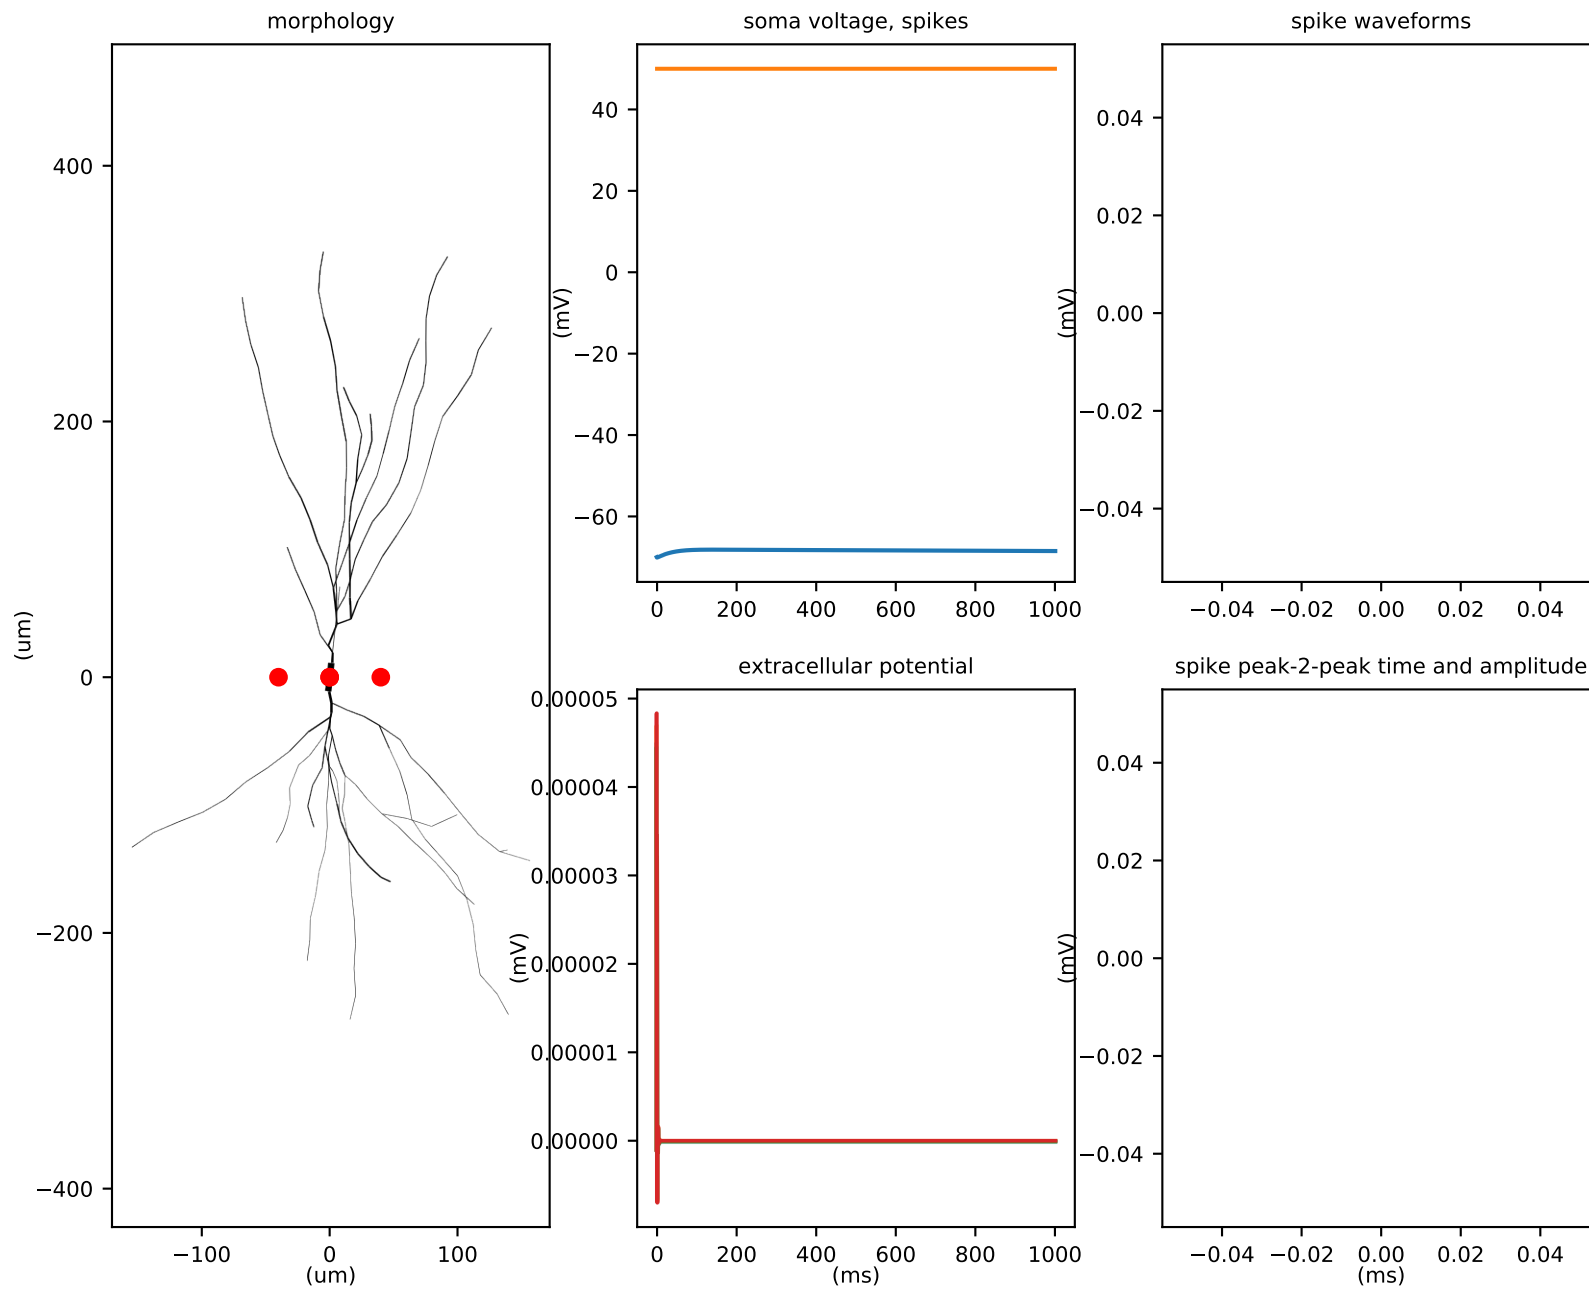 morphology
400
200
0
−200
−400
(um)
−100 0 100
(um)
soma voltage, spikes
40
20
0
−20
−40
−60
(mV)
0 200 400 600 800 1000
spike waveforms
0.04
0.02
0.00
−0.02
−0.04
(mV)
−0.04 −0.02 0.00 0.02 0.04
extracellular potential
0.00005
0.00004
0.00003
0.00002
0.00001
0.00000
(mV)
0 200 400 600 800 1000
(ms)
spike peak-2-peak time and amplitude
0.04
0.02
0.00
−0.02
−0.04
(mV)
−0.04 −0.02 0.00 0.02 0.04
(ms)